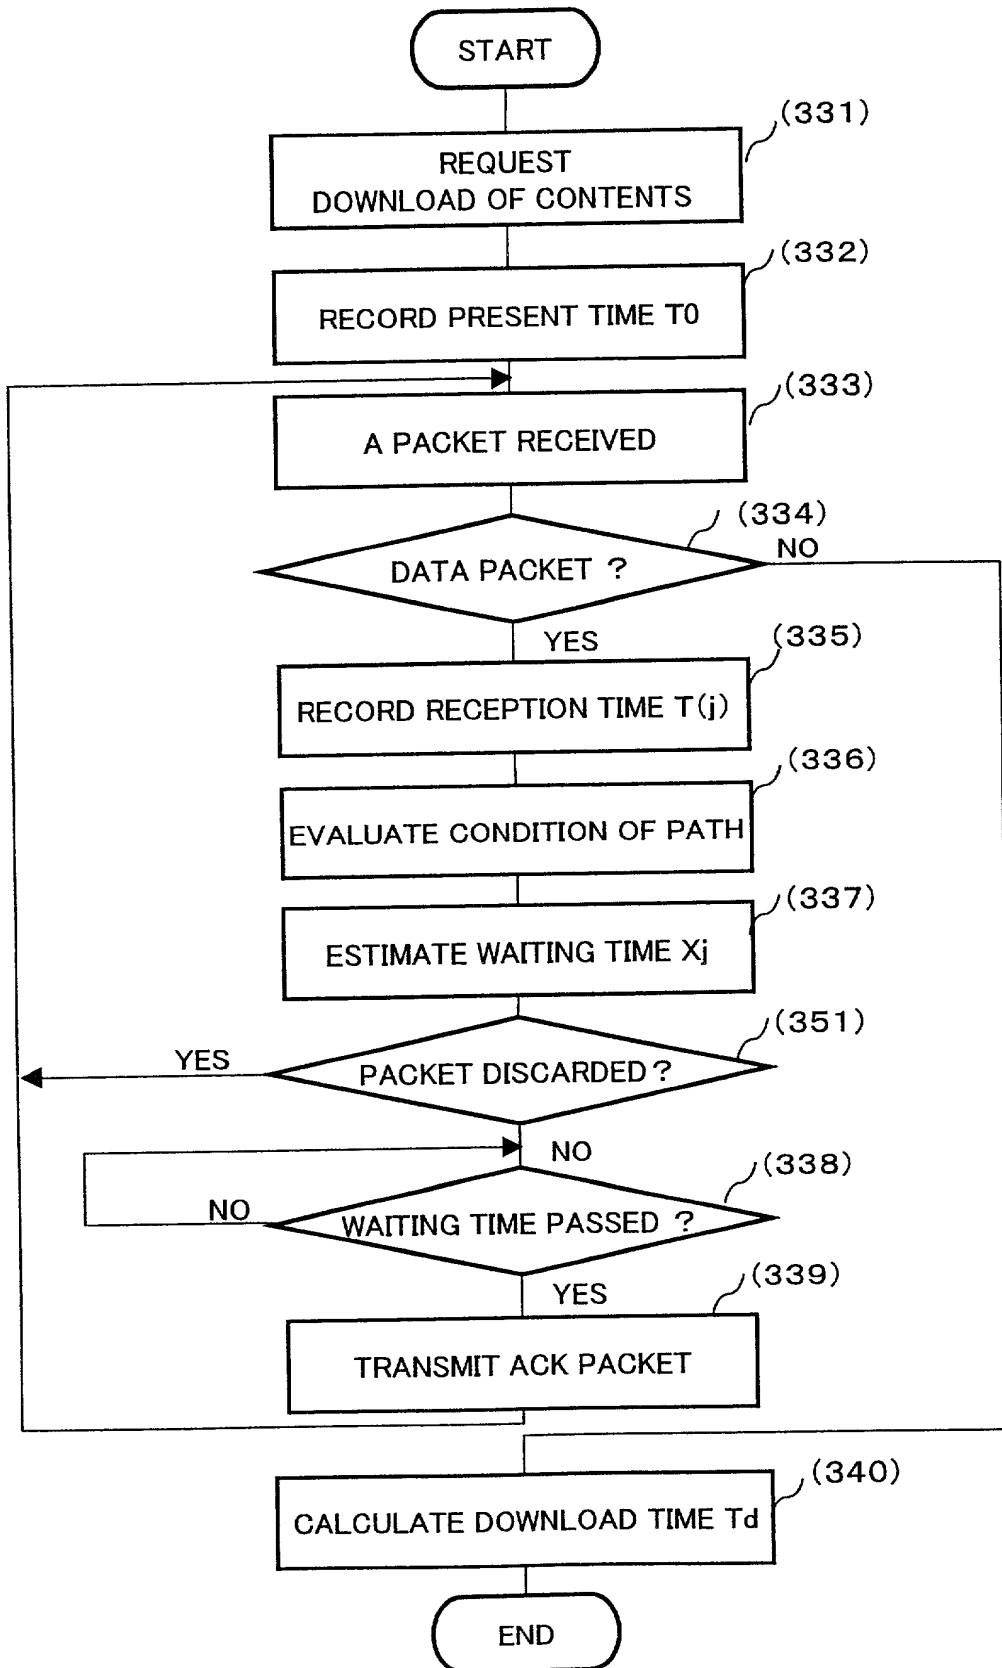 START
(331)
REQUEST
DOWNLOAD OF CONTENTS
(332)
RECORD PRESENT TIME T0
(333)
A PACKET RECEIVED
(334)
DATA PACKET ?
NO
YES
(335)
RECORD RECEPTION TIME T(j)
(336)
EVALUATE CONDITION OF PATH
(337)
ESTIMATE WAITING TIME Xj
(351)
YES
PACKET DISCARDED ?
NO
(338)
NO
WAITING TIME PASSED ?
YES
(339)
TRANSMIT ACK PACKET
(340)
CALCULATE DOWNLOAD TIME Td
END